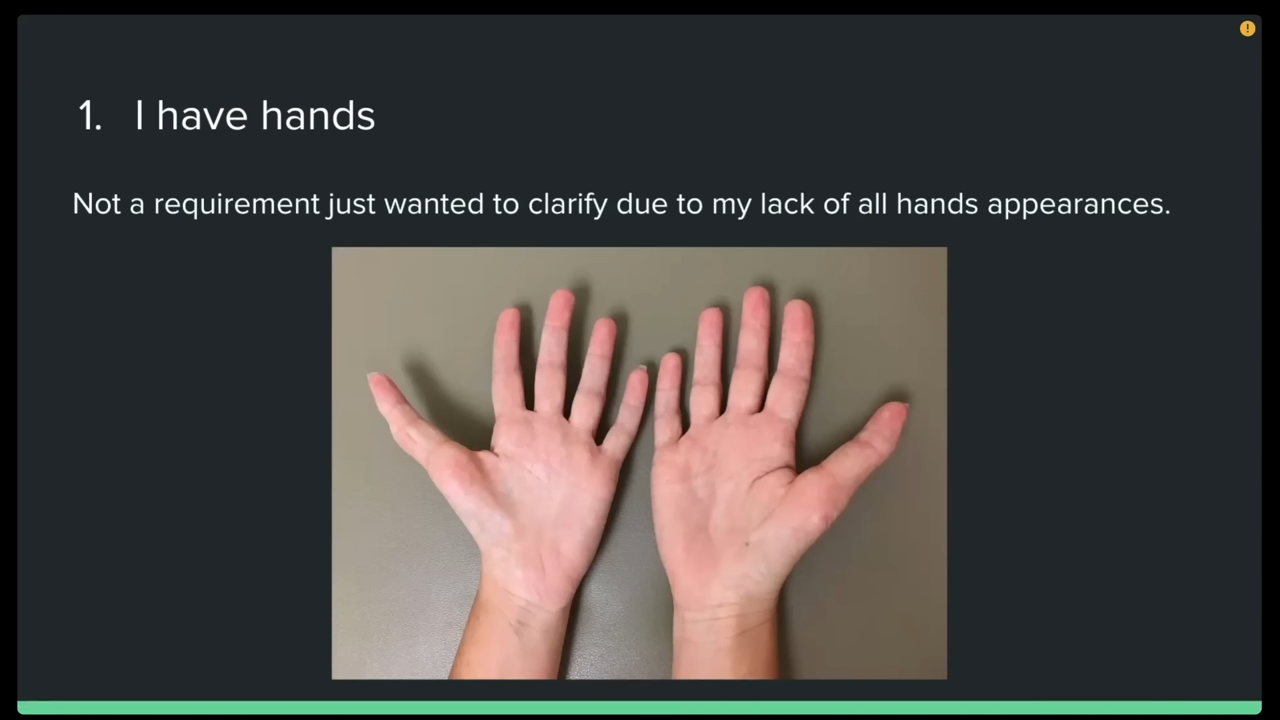 1. I have hands
Not a requirement just wanted to clarify due to my lack of all hands appearances.